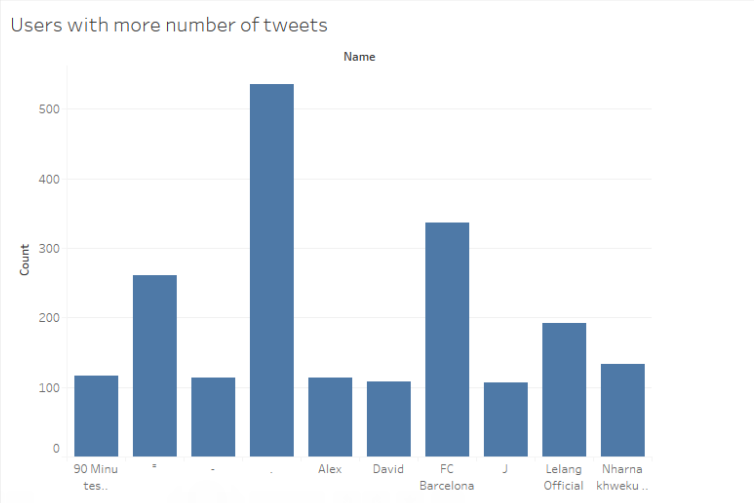 Users with more number of tweets
Name
Count
500
400
300
200
100
0
90 Minu
tes..
°
-
.
Alex
David
FC
Barcelona
J
Lelang
Official
Nharna
khweku ..